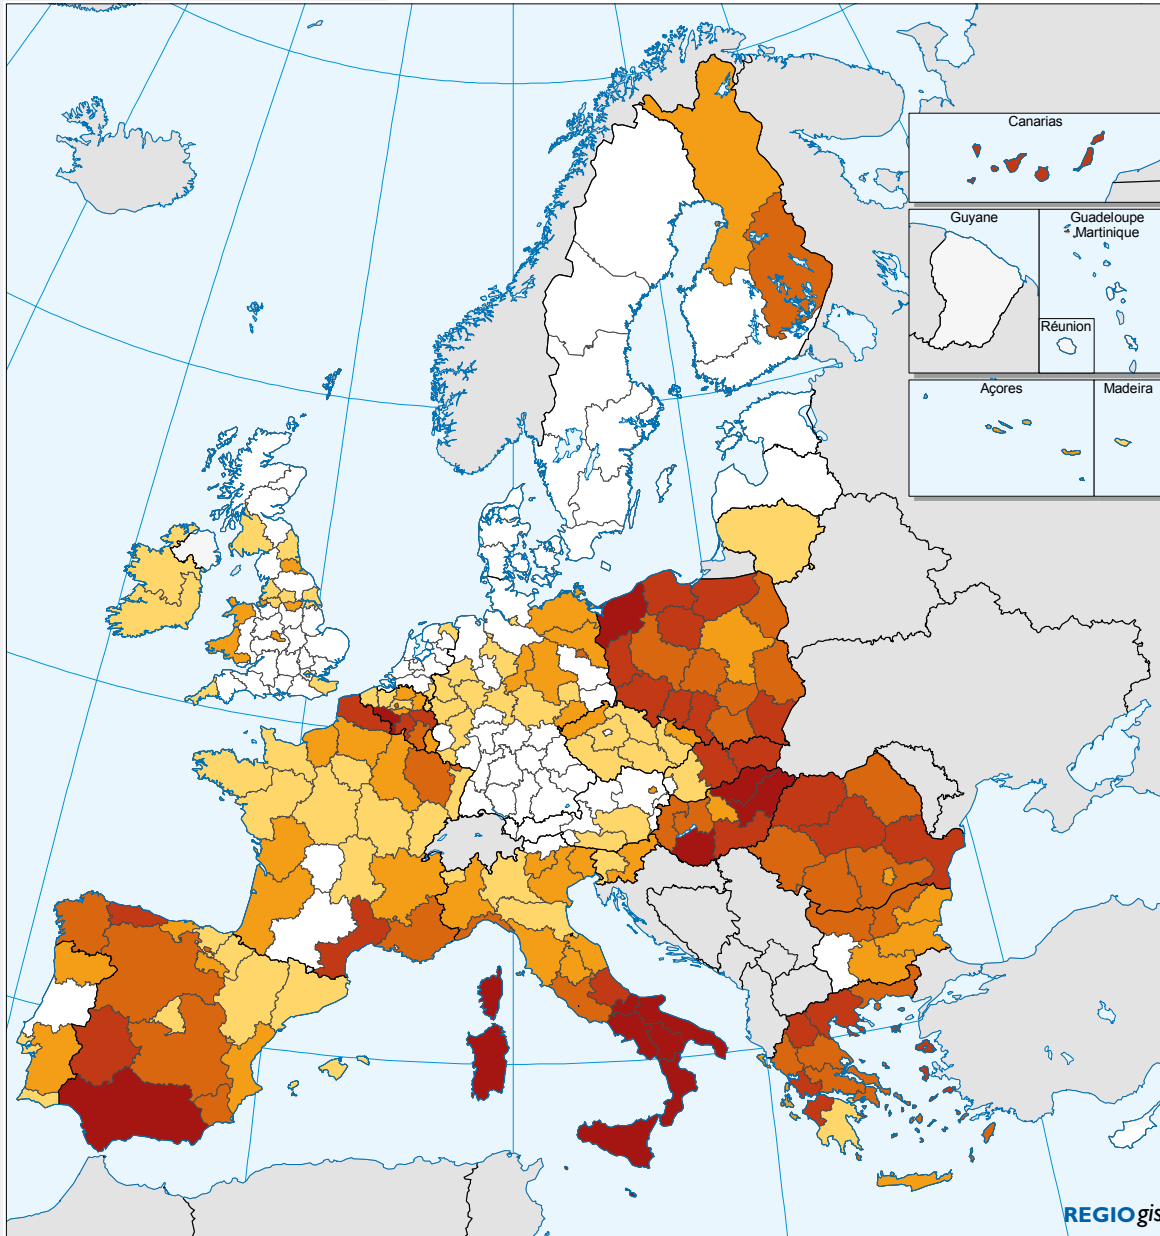 Canarias
Guyane
Guadeloupe
Martinique
Réunion
Açores
Madeira
REGIOgis